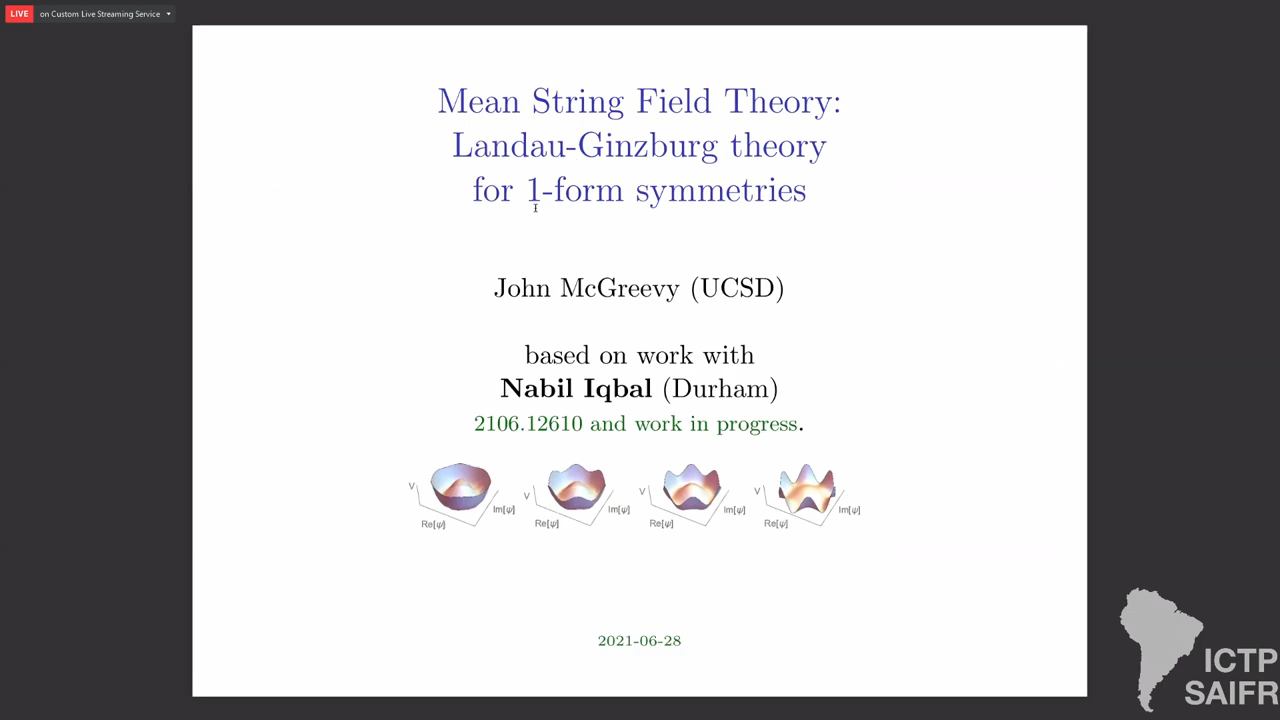 LIVE on Custom Live Streaming Service
Mean String Field Theory:
Landau-Ginzburg theory
for 1-form symmetries
John McGreevy (UCSD)
based on work with
Nabil Iqbal (Durham)
2106.12610 and work in progress.
V Re[ψ] Im[ψ] V Re[ψ] Im[ψ] V Re[ψ] Im[ψ] V Re[ψ] Im[ψ]
2021-06-28
ICTP
SAIFR